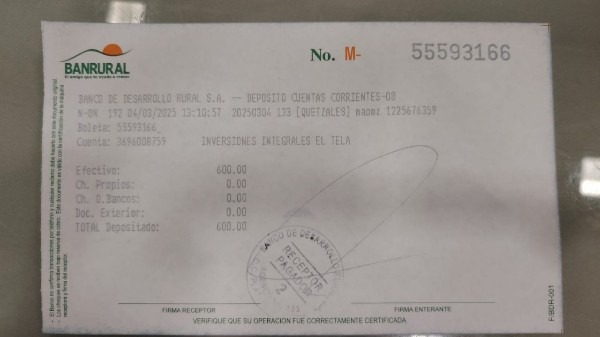 BANRURAL
El amigo que te ayuda a crecer.
No. M- 55593166
BANCO DE DESARROLLO RURAL S.A. -- DEPOSITO CUENTAS CORRIENTES-08
N-DR 192 04/03/2025 13:10:57 20250304 133 [QUETZALES] maomz 1225676359
Boleta: 55593166_
Cuenta: 3696008759 INVERSIONES INTEGRALES EL TELA
Efectivo: 600.00
Ch. Propios: 0.00
Ch. O.Bancos: 0.00
Doc. Exterior: 0.00
TOTAL Depositado: 600.00
BANCO DE DESARROLLO
RECEPTOR
PAGADOR
2
FIRMA RECEPTOR FIRMA ENTERANTE
VERIFIQUE QUE SU OPERACION FUE CORRECTAMENTE CERTIFICADA.
F/BDR-001